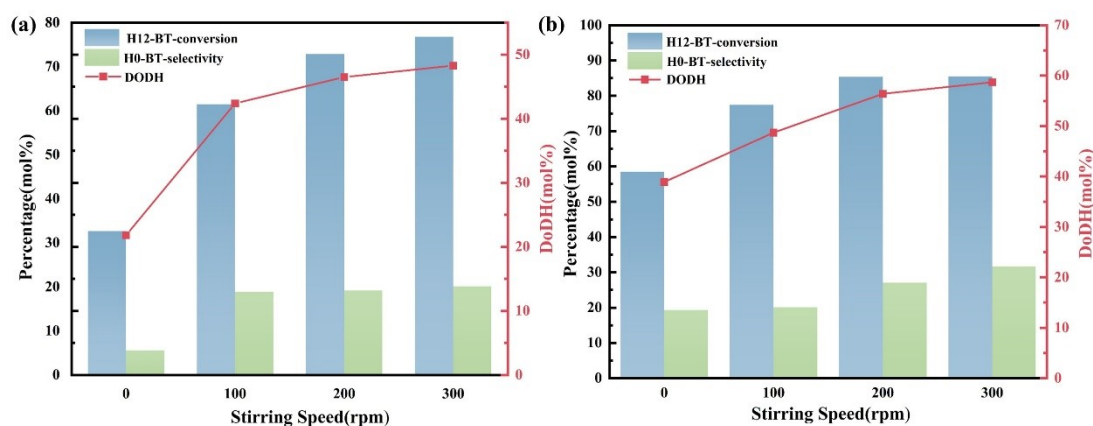 (a)
H12-BT-conversion
H0-BT-selectivity
DODH
80
70
60
50
40
30
20
10
0
Percentage(mol%)
50
40
30
20
10
0
DoDH(mol%)
0 100 200 300
Stirring Speed(rpm)
(b)
H12-BT-conversion
H0-BT-selectivity
DODH
100
90
80
70
60
50
40
30
20
10
0
Percentage(mol%)
70
60
50
40
30
20
10
0
DoDH(mol%)
0 100 200 300
Stirring Speed(rpm)